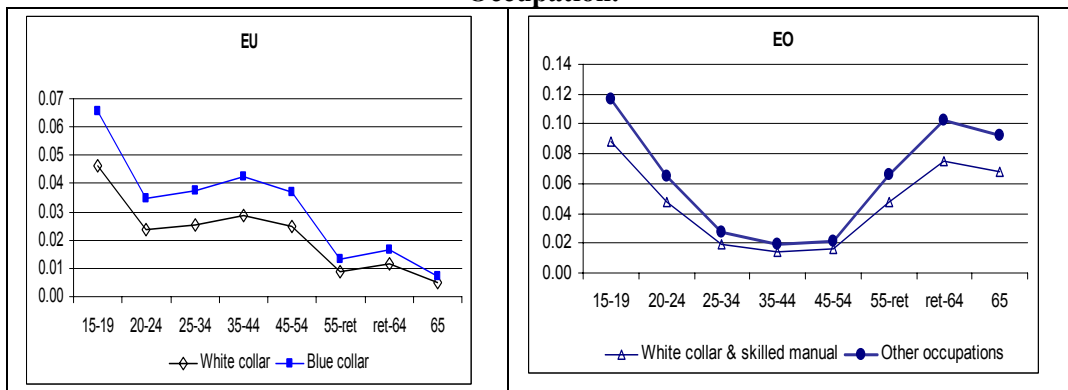 Occupation.
EU
0.07
0.06
0.05
0.04
0.03
0.02
0.01
0.00
15-19 20-24 25-34 35-44 45-54 55-ret ret-64 65
White collar Blue collar
EO
0.14
0.12
0.10
0.08
0.06
0.04
0.02
0.00
15-19 20-24 25-34 35-44 45-54 55-ret ret-64 65
White collar & skilled manual Other occupations